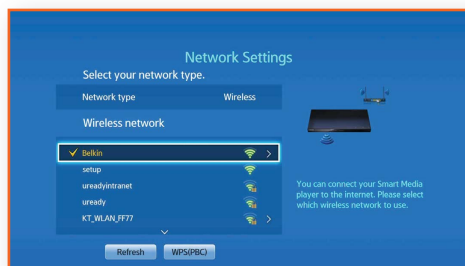 Network Settings
Select your network type.
Network type Wireless
Wireless network
Belkin
setup
ureadyintranet
uready
KT_WLAN_FF77
You can connect your Smart Media
player to the internet. Please select
which wireless network to use.
Refresh WPS(PBC)